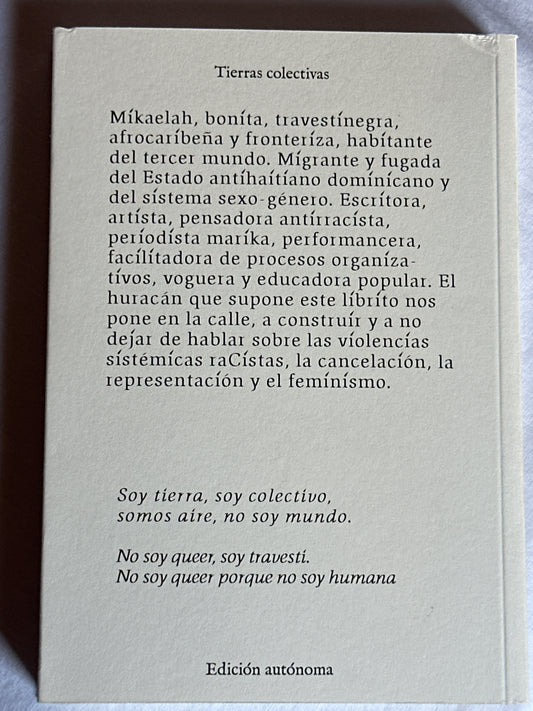 Tierras colectivas
Mikaelah, bonita, travestinegra,
afrocaribeña y fronteriza, habitante
del tercer mundo. Migrante y fugada
del Estado antihaitiano dominicano y
del sistema sexo-género. Escritora,
artista, pensadora antirracista,
periodista marika, performancera,
facilitadora de procesos organiza-
tivos, voguera y educadora popular. El
huracán que supone este librito nos
pone en la calle, a construir y a no
dejar de hablar sobre las violencias
sistémicas raCistas, la cancelación, la
representación y el feminismo.
Soy tierra, soy colectivo,
somos aire, no soy mundo.
No soy queer, soy travesti.
No soy queer porque no soy humana
Edición autónoma